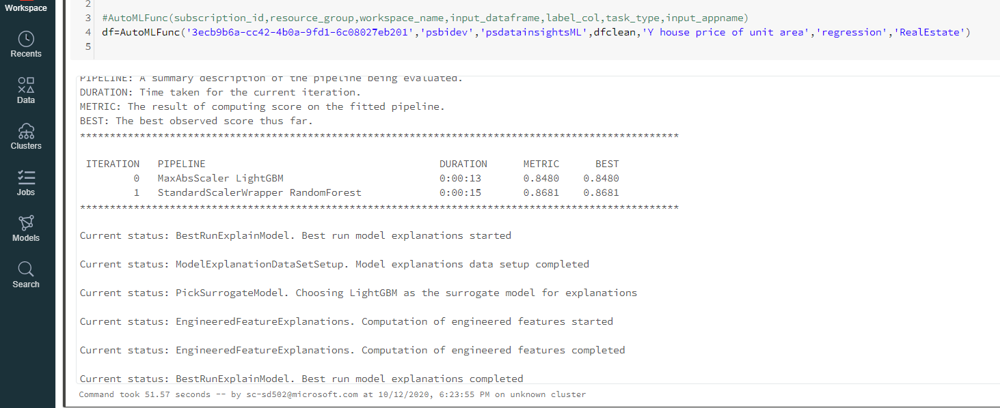 Workspace
Recents
Data
Clusters
Jobs
Models
Search
2
3 #AutoMLFunc(subscription_id,resource_group,workspace_name,input_dataframe,label_col,task_type,input_appname)
4 df=AutoMLFunc('3ecb9b6a-cc42-4b0a-9fd1-6c08027eb201','psbidev','psdatainsightsML',dfclean,'Y house price of unit area','regression','RealEstate')
5
PIPELINE: A summary description of the pipeline being evaluated.
DURATION: Time taken for the current iteration.
METRIC: The result of computing score on the fitted pipeline.
BEST: The best observed score thus far.
****************************************************************************************************
ITERATION PIPELINE DURATION METRIC BEST
0 MaxAbsScaler LightGBM 0:00:13 0.8480 0.8480
1 StandardScalerWrapper RandomForest 0:00:15 0.8681 0.8681
****************************************************************************************************
Current status: BestRunExplainModel. Best run model explanations started
Current status: ModelExplanationDataSetSetup. Model explanations data setup completed
Current status: PickSurrogateModel. Choosing LightGBM as the surrogate model for explanations
Current status: EngineeredFeatureExplanations. Computation of engineered features started
Current status: EngineeredFeatureExplanations. Computation of engineered features completed
Current status: BestRunExplainModel. Best run model explanations completed
Command took 51.57 seconds -- by sc-sd502@microsoft.com at 10/12/2020, 6:23:55 PM on unknown cluster